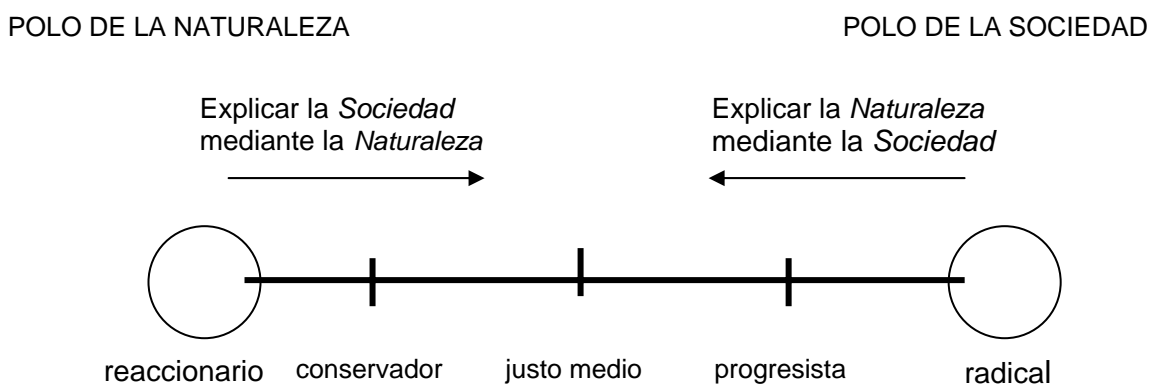 POLO DE LA NATURALEZA
POLO DE LA SOCIEDAD
Explicar la Sociedad
mediante la Naturaleza
Explicar la Naturaleza
mediante la Sociedad
reaccionario
conservador
justo medio
progresista
radical